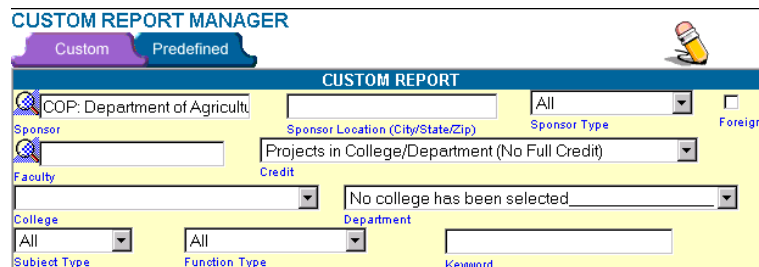 CUSTOM REPORT MANAGER
Custom Predefined
CUSTOM REPORT
COP: Department of Agricultu All
Sponsor Sponsor Location (City/State/Zip) Sponsor Type Foreign
Projects in College/Department (No Full Credit)
Faculty Credit
No college has been selected
College Department
All All
Subject Type Function Type Keyword